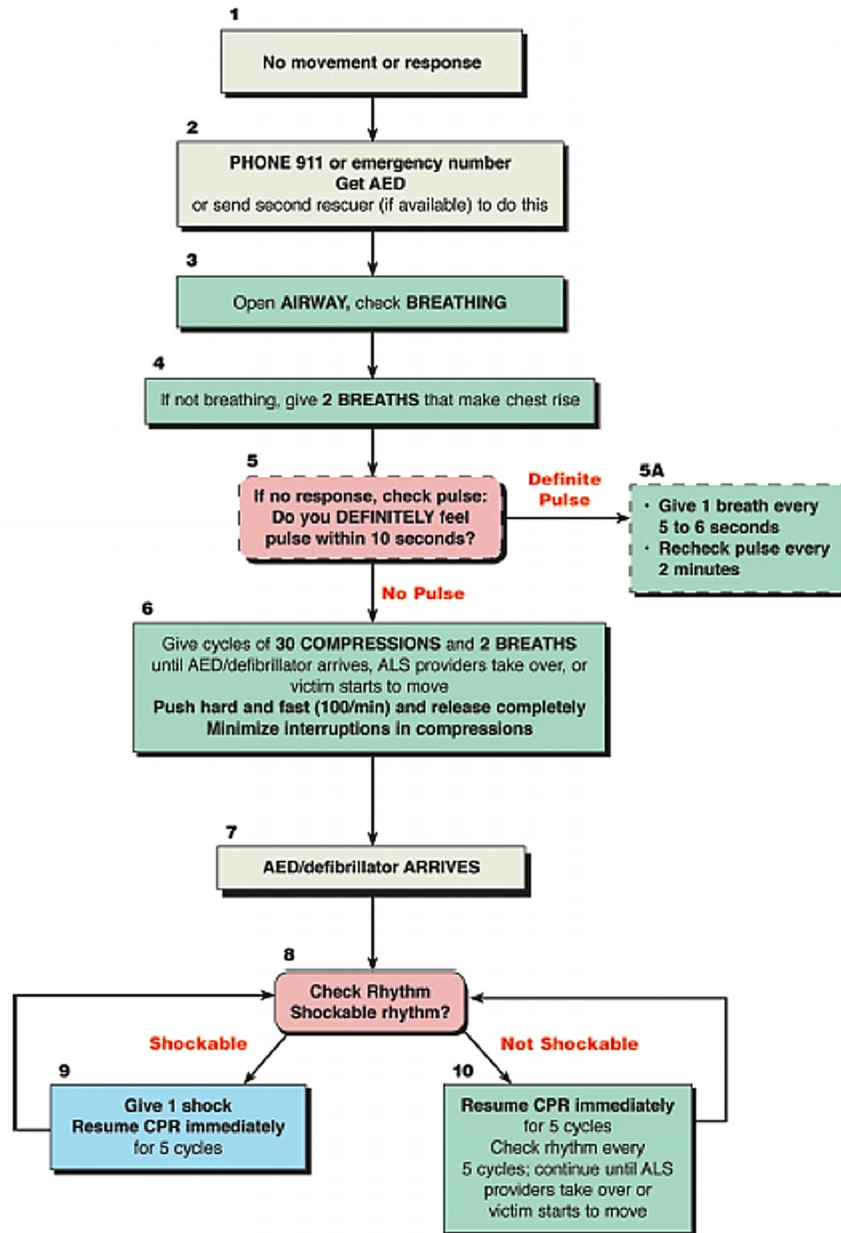 1
No movement or response
2
PHONE 911 or emergency number
Get AED
or send second rescuer (if available) to do this
3
Open AIRWAY, check BREATHING
4
If not breathing, give 2 BREATHS that make chest rise
5
If no response, check pulse:
Do you DEFINITELY feel
pulse within 10 seconds?
Definite
Pulse
5A
· Give 1 breath every
5 to 6 seconds
· Recheck pulse every
2 minutes
No Pulse
6
Give cycles of 30 COMPRESSIONS and 2 BREATHS
until AED/defibrillator arrives, ALS providers take over, or
victim starts to move
Push hard and fast (100/min) and release completely
Minimize interruptions in compressions
7
AED/defibrillator ARRIVES
8
Check Rhythm
Shockable rhythm?
Shockable
Not Shockable
9
Give 1 shock
Resume CPR immediately
for 5 cycles
10
Resume CPR immediately
for 5 cycles
Check rhythm every
5 cycles; continue until ALS
providers take over or
victim starts to move